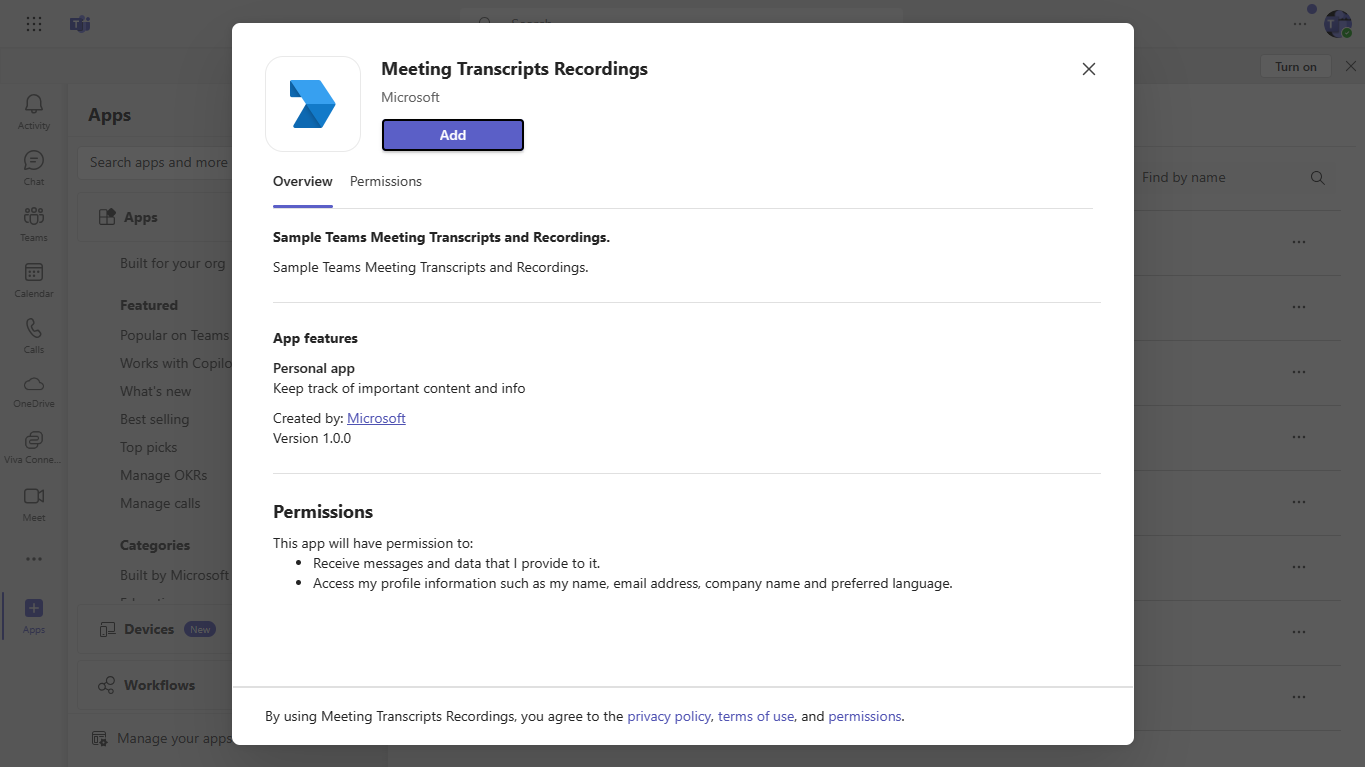 Search
Turn on
Activity
Chat
Teams
Calendar
Calls
OneDrive
Viva Conne...
Meet
Apps
Apps
Search apps and more
Apps
Built for your org
Featured
Popular on Teams
Works with Copilo
What's new
Best selling
Top picks
Manage OKRs
Manage calls
Categories
Built by Microsoft
Devices New
Workflows
Manage your apps
Meeting Transcripts Recordings
Microsoft
Add
Overview Permissions
Sample Teams Meeting Transcripts and Recordings.
Sample Teams Meeting Transcripts and Recordings.
App features
Personal app
Keep track of important content and info
Created by: Microsoft
Version 1.0.0
Permissions
This app will have permission to:
• Receive messages and data that I provide to it.
• Access my profile information such as my name, email address, company name and preferred language.
By using Meeting Transcripts Recordings, you agree to the privacy policy, terms of use, and permissions.
Find by name